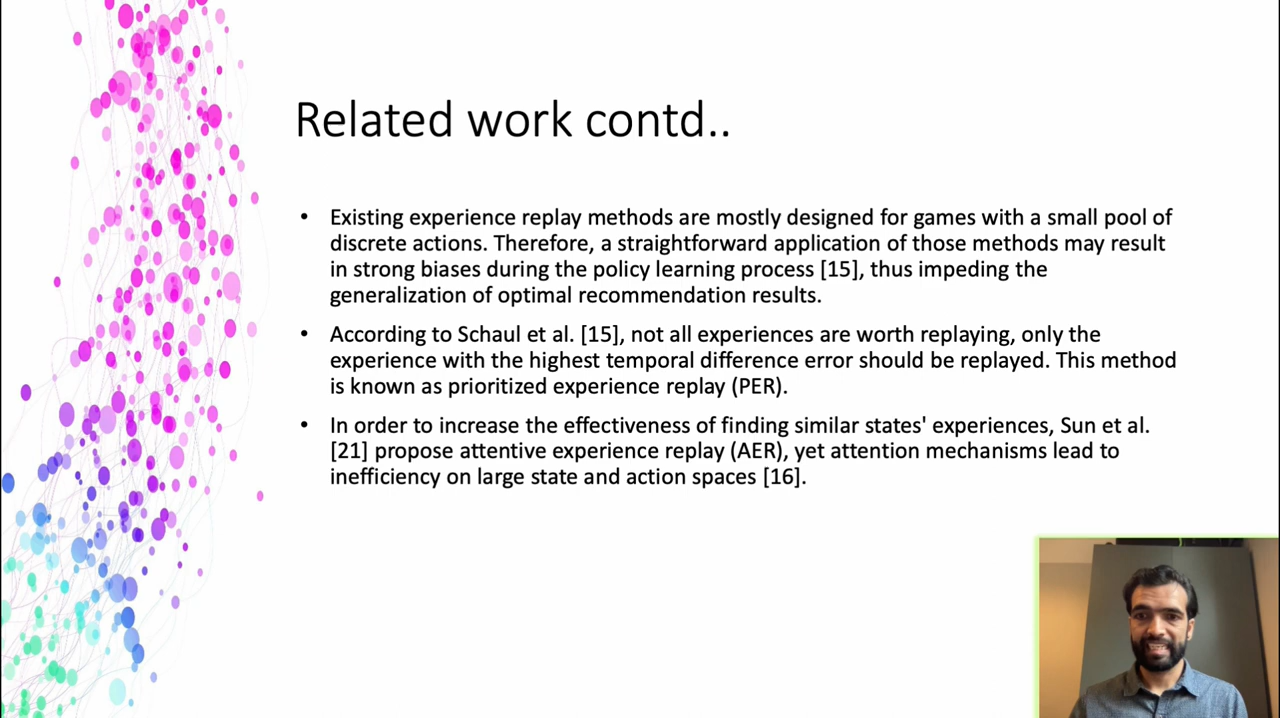 Related work contd..
• Existing experience replay methods are mostly designed for games with a small pool of
discrete actions. Therefore, a straightforward application of those methods may result
in strong biases during the policy learning process [15], thus impeding the
generalization of optimal recommendation results.
• According to Schaul et al. [15], not all experiences are worth replaying, only the
experience with the highest temporal difference error should be replayed. This method
is known as prioritized experience replay (PER).
• In order to increase the effectiveness of finding similar states' experiences, Sun et al.
[21] propose attentive experience replay (AER), yet attention mechanisms lead to
inefficiency on large state and action spaces [16].